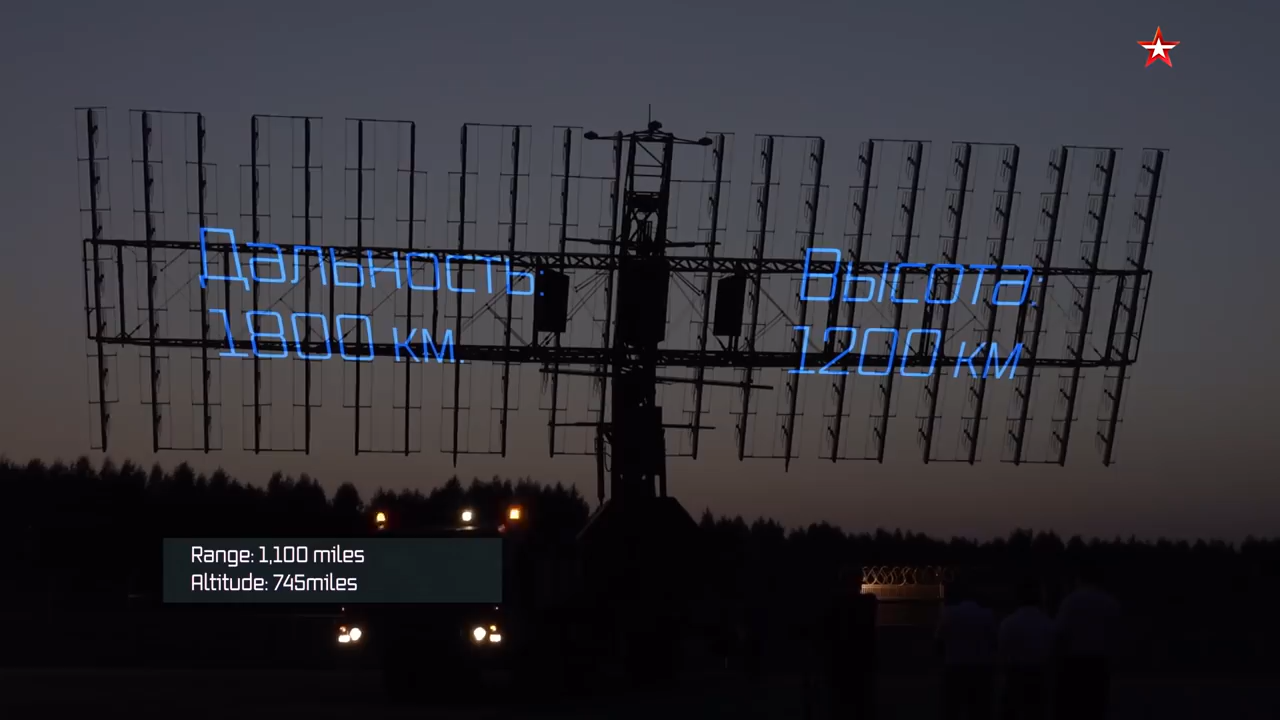 Дальность:
1800 км.
Высота:
1200 км
Range: 1,100 miles
Altitude: 745miles